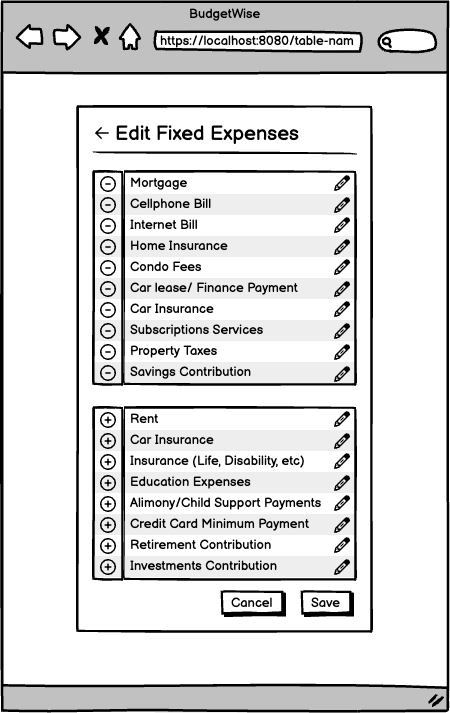 BudgetWise
https://localhost:8080/table-nam
← Edit Fixed Expenses
Mortgage
Cellphone Bill
Internet Bill
Home Insurance
Condo Fees
Car lease/ Finance Payment
Car Insurance
Subscriptions Services
Property Taxes
Savings Contribution
Rent
Car Insurance
Insurance (Life, Disability, etc)
Education Expenses
Alimony/Child Support Payments
Credit Card Minimum Payment
Retirement Contribution
Investments Contribution
Cancel Save